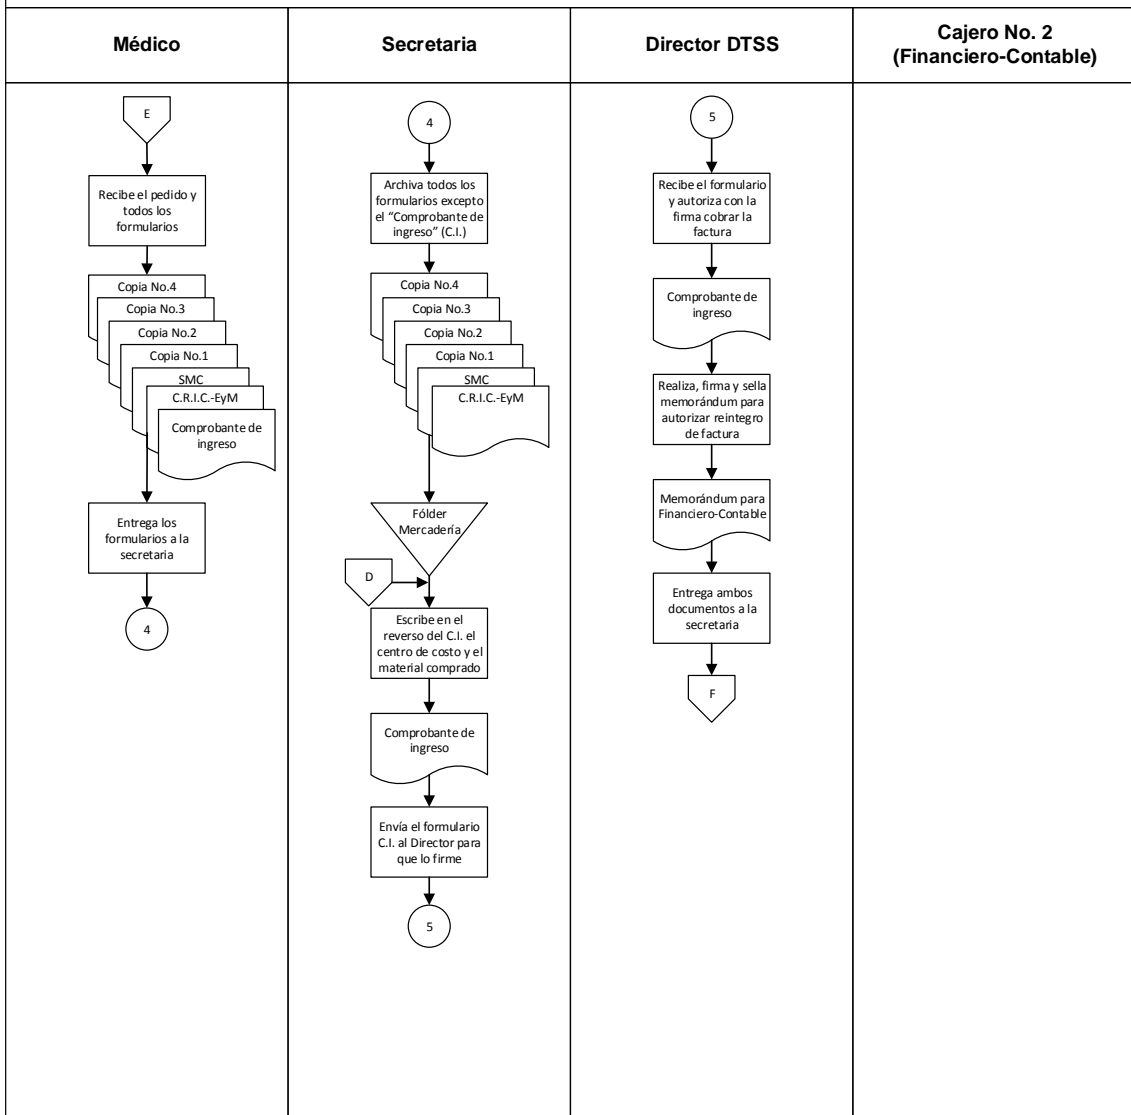 Médico
Secretaria
Director DTSS
Cajero No. 2
(Financiero-Contable)
E
Recibe el pedido y
todos los
formularios
Copia No.4
Copia No.3
Copia No.2
Copia No.1
SMC
C.R.I.C.-EyM
Comprobante de
ingreso
Entrega los
formularios a la
secretaria
4
4
Archiva todos los
formularios excepto
el “Comprobante de
ingreso” (C.I.)
Copia No.4
Copia No.3
Copia No.2
Copia No.1
SMC
C.R.I.C.-EyM
Fólder
Mercadería
D
Escribe en el
reverso del C.I. el
centro de costo y el
material comprado
Comprobante de
ingreso
Envía el formulario
C.I. al Director para
que lo firme
5
5
Recibe el formulario
y autoriza con la
firma cobrar la
factura
Comprobante de
ingreso
Realiza, firma y sella
memorándum para
autorizar reintegro
de factura
Memorándum para
Financiero-Contable
Entrega ambos
documentos a la
secretaria
F